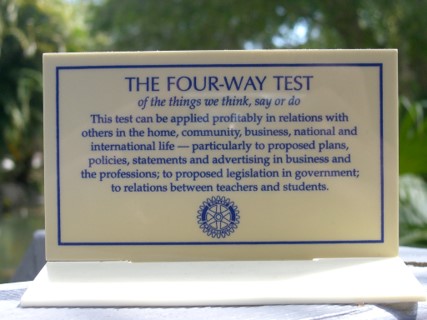 THE FOUR-WAY TEST
of the things we think, say or do
This test can be applied profitably in relations with
others in the home, community, business, national and
international life — particularly to proposed plans,
policies, statements and advertising in business and
the professions; to proposed legislation in government;
to relations between teachers and students.